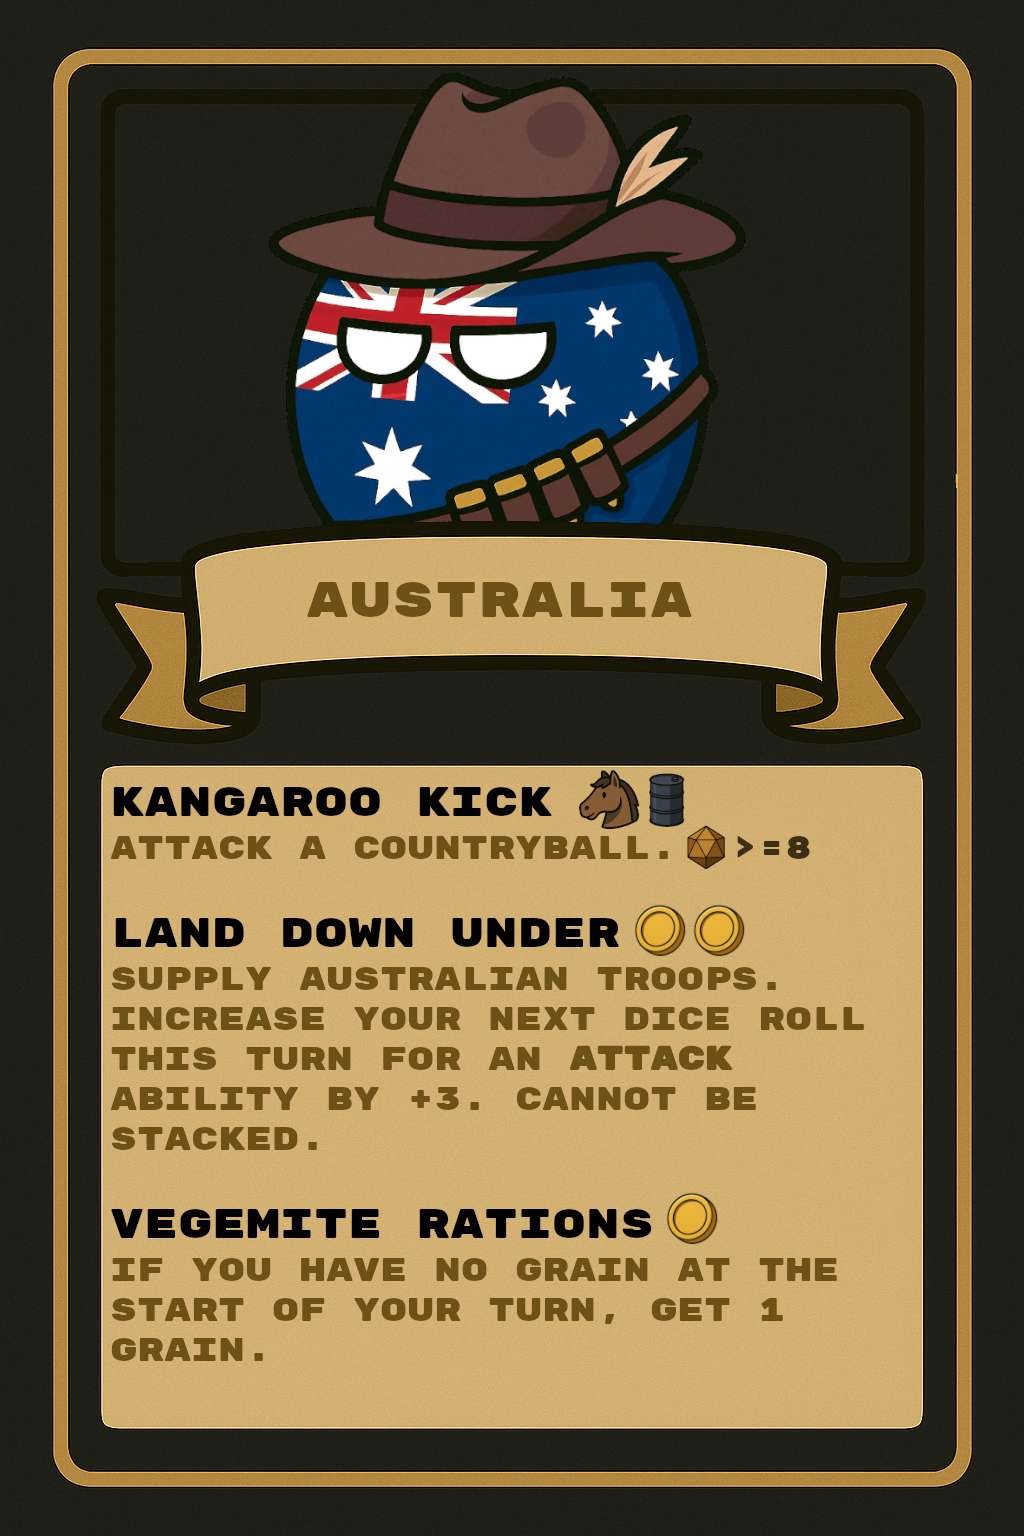 AUSTRALIA
KANGAROO KICK
ATTACK A COUNTRYBALL. >=8
LAND DOWN UNDER
SUPPLY AUSTRALIAN TROOPS.
INCREASE YOUR NEXT DICE ROLL
THIS TURN FOR AN ATTACK
ABILITY BY +3. CANNOT BE
STACKED.
VEGEMITE RATIONS
IF YOU HAVE NO GRAIN AT THE
START OF YOUR TURN, GET 1
GRAIN.